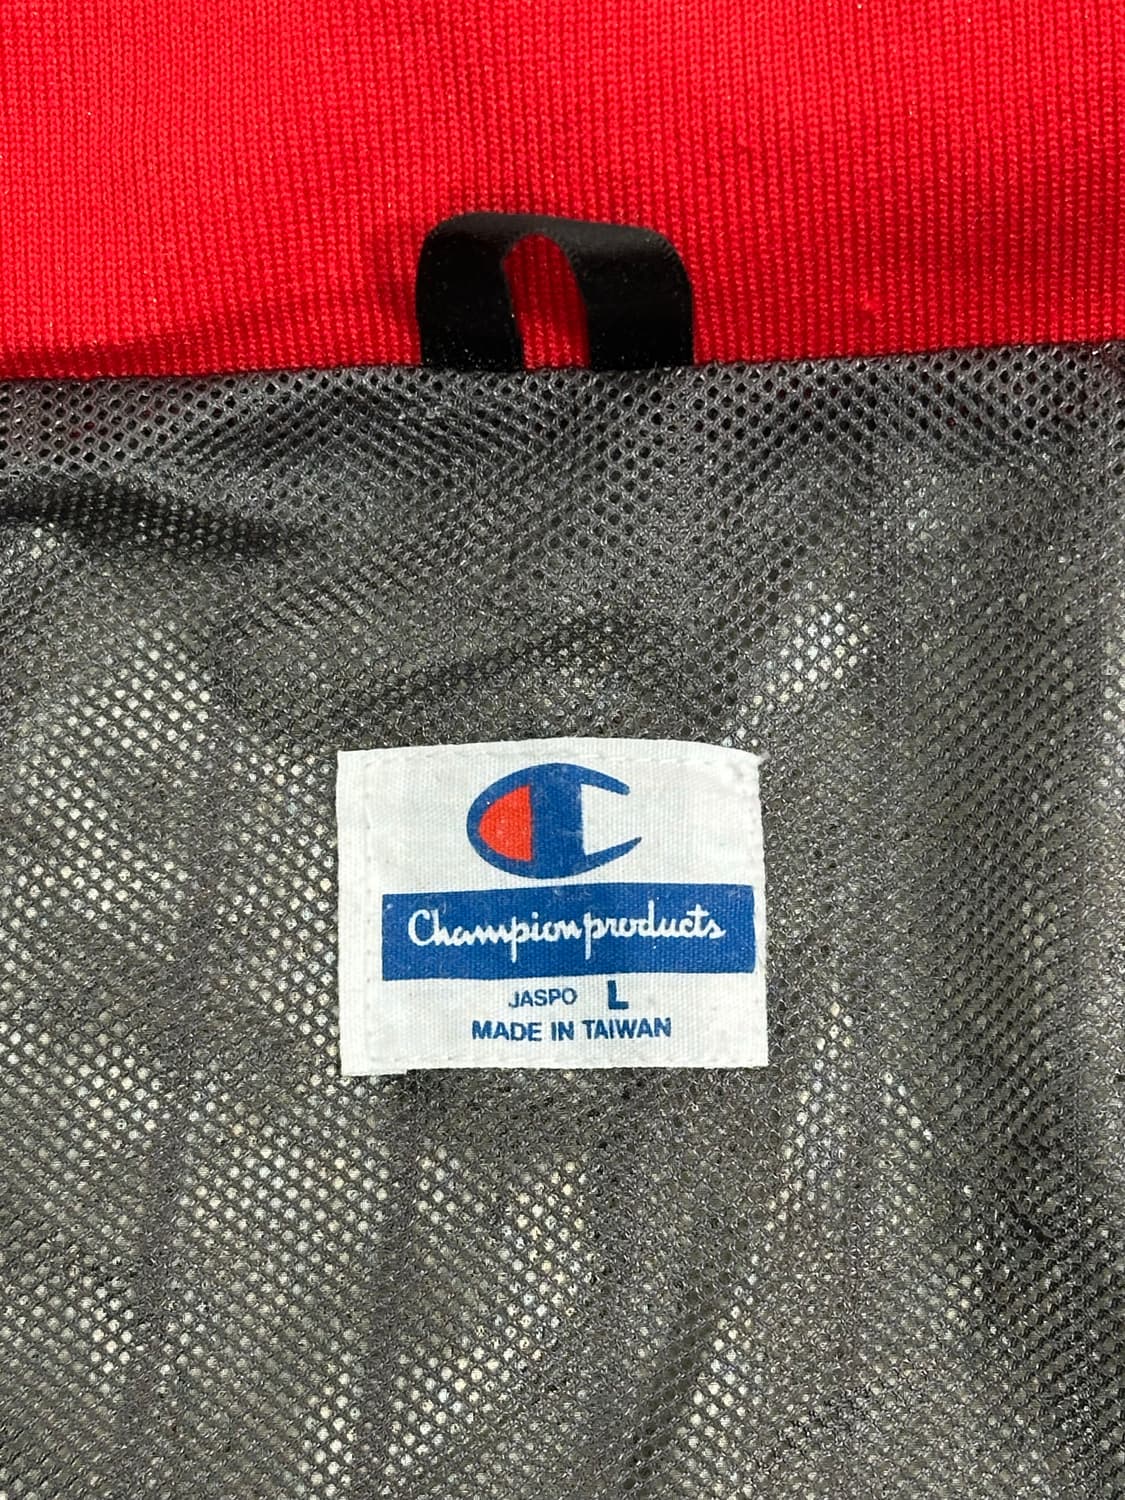 Champion products
JASPO L
MADE IN TAIWAN